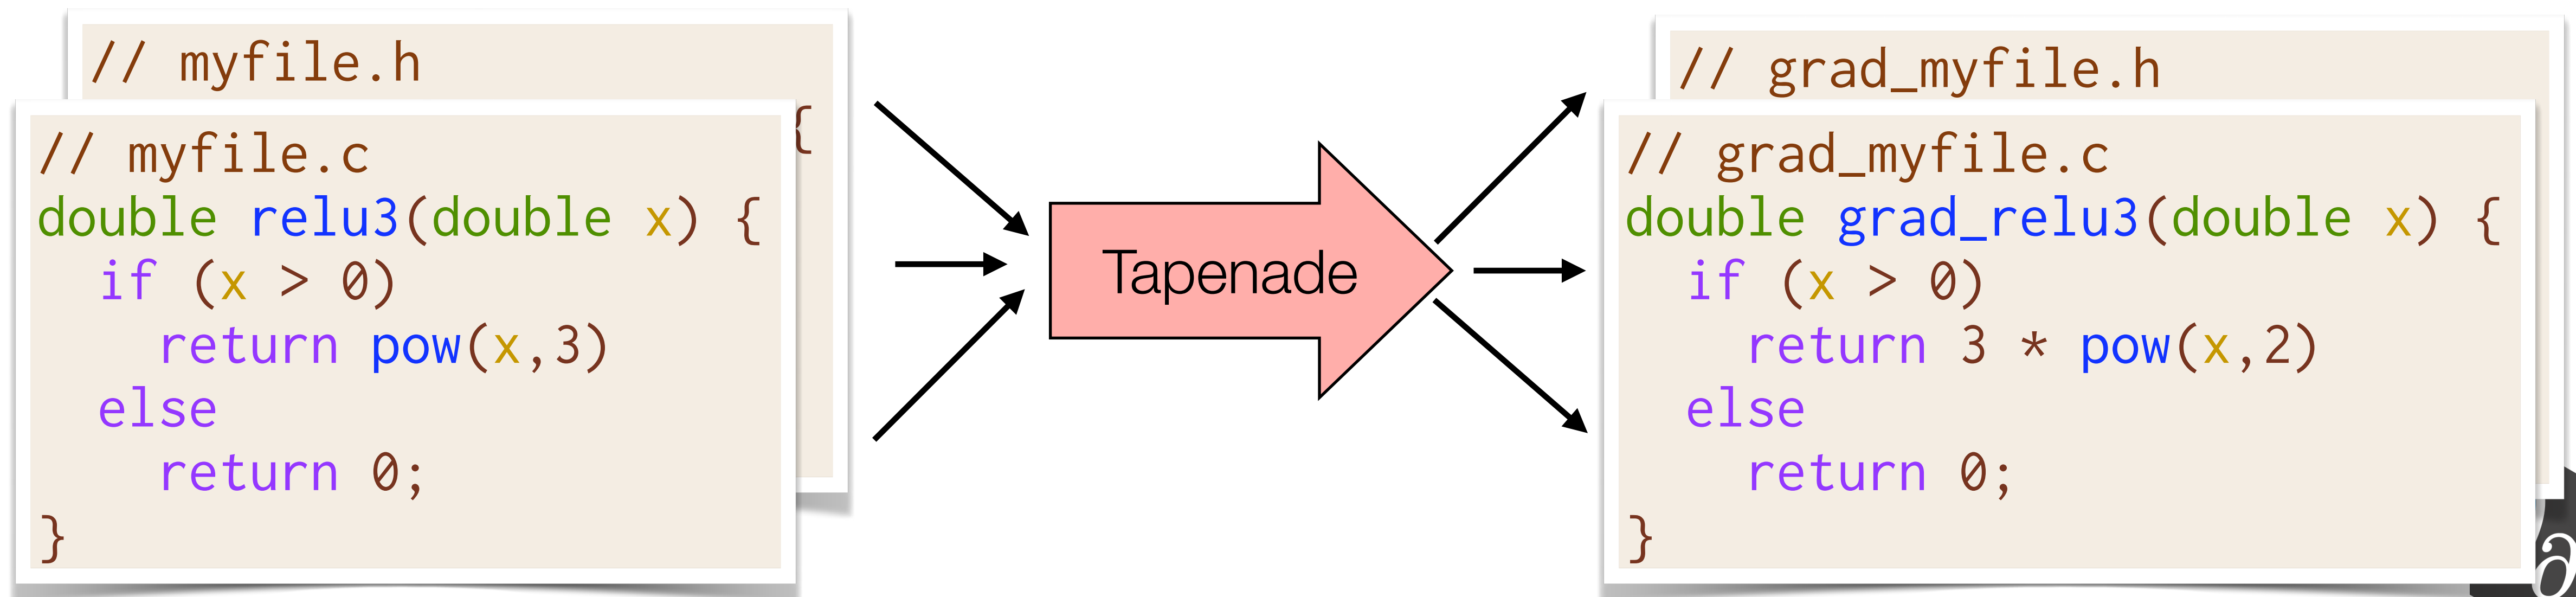 // myfile.h
{
// myfile.c
double relu3(double x) {
  if (x > 0)
    return pow(x,3)
  else
    return 0;
}
Tapenade
// grad_myfile.h
// grad_myfile.c
double grad_relu3(double x) {
  if (x > 0)
    return 3 * pow(x,2)
  else
    return 0;
}
∂